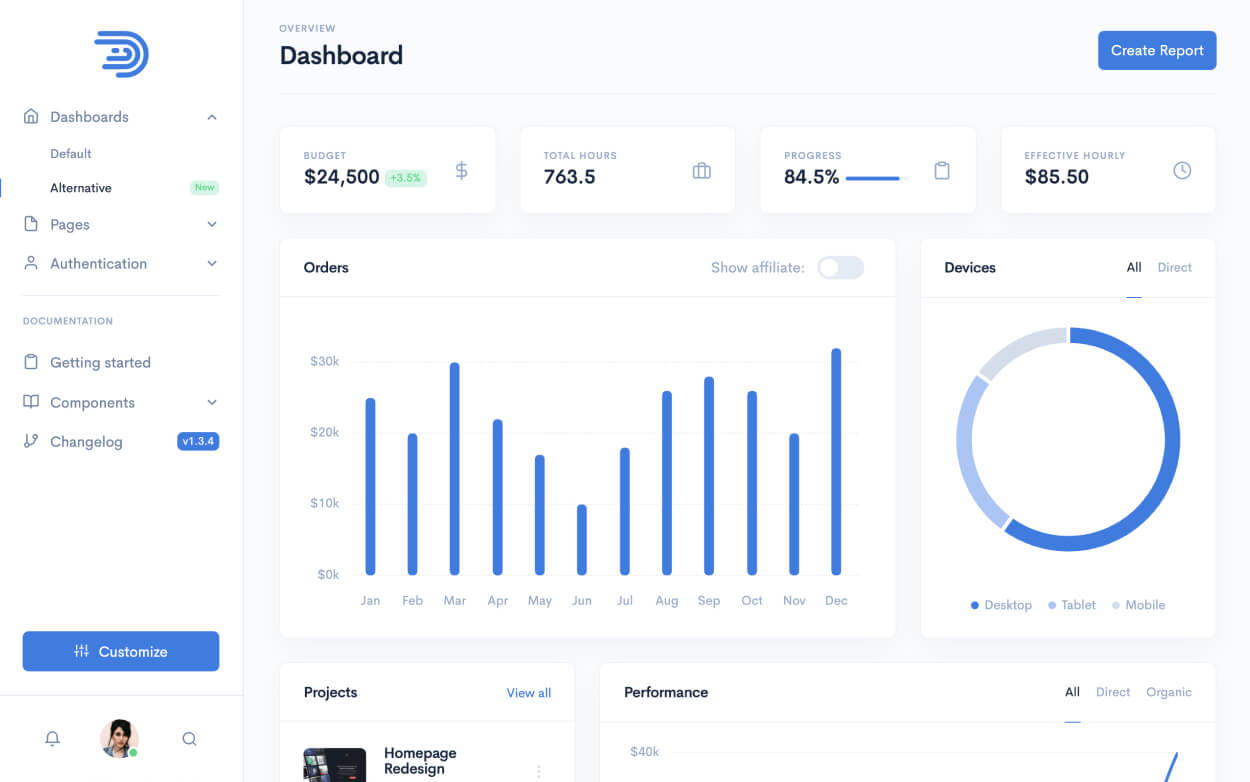 Dashboards
Default
Alternative New
Pages
Authentication
DOCUMENTATION
Getting started
Components
Changelog v1.3.4
Customize
OVERVIEW
Dashboard
Create Report
BUDGET
$24,500 +3.5%
TOTAL HOURS
763.5
PROGRESS
84.5%
EFFECTIVE HOURLY
$85.50
Orders
Show affiliate:
$30k
$20k
$10k
$0k
Jan Feb Mar Apr May Jun Jul Aug Sep Oct Nov Dec
Devices
All Direct
Desktop Tablet Mobile
Projects
View all
Homepage
Redesign
Performance
All Direct Organic
$40k